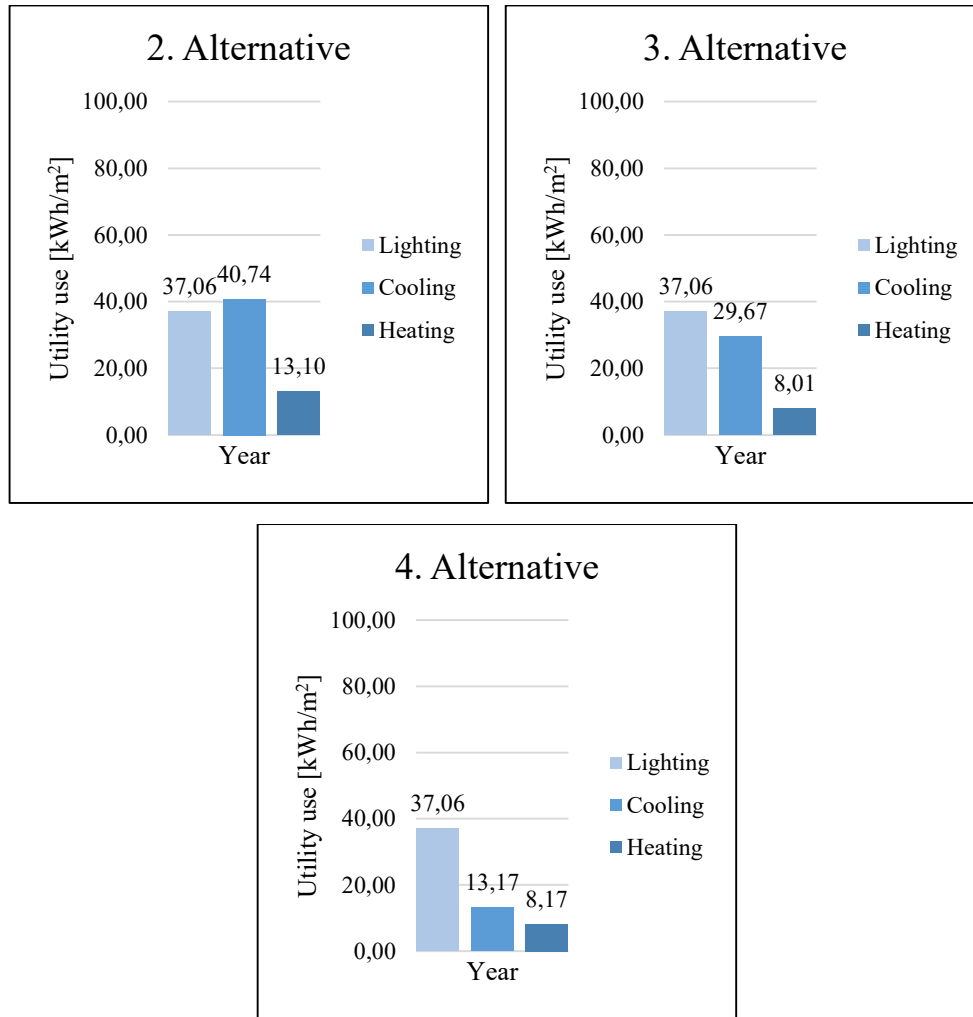 2. Alternative
100,00
80,00
60,00
40,00
20,00
0,00
Utility use [kWh/m²]
37,06
40,74
13,10
Year
Lighting
Cooling
Heating
3. Alternative
100,00
80,00
60,00
40,00
20,00
0,00
Utility use [kWh/m²]
37,06
29,67
8,01
Year
Lighting
Cooling
Heating
4. Alternative
100,00
80,00
60,00
40,00
20,00
0,00
Utility use [kWh/m²]
37,06
13,17
8,17
Year
Lighting
Cooling
Heating